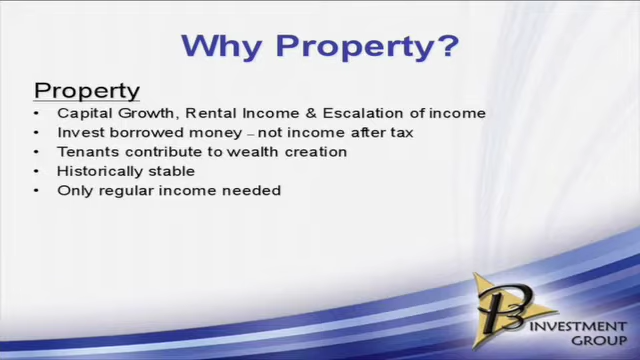 Why Property?
Property
• Capital Growth, Rental Income & Escalation of income
• Invest borrowed money – not income after tax
• Tenants contribute to wealth creation
• Historically stable
• Only regular income needed
P3 INVESTMENT
GROUP